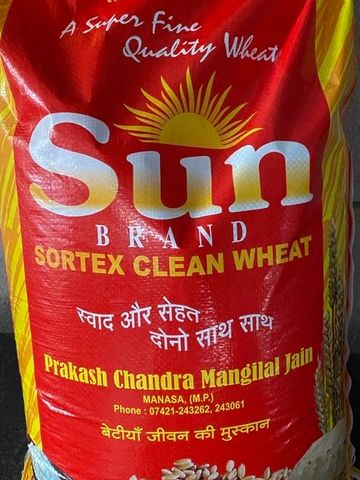 A Super Fine
Quality Wheat
Sun
BRAND
SORTEX CLEAN WHEAT
स्वाद और सेहत
दोनो साथ साथ
Prakash Chandra Mangilal Jain
MANASA, (M.P.)
Phone : 07421-243262, 243061
बेटियाँ जीवन की मुस्कान